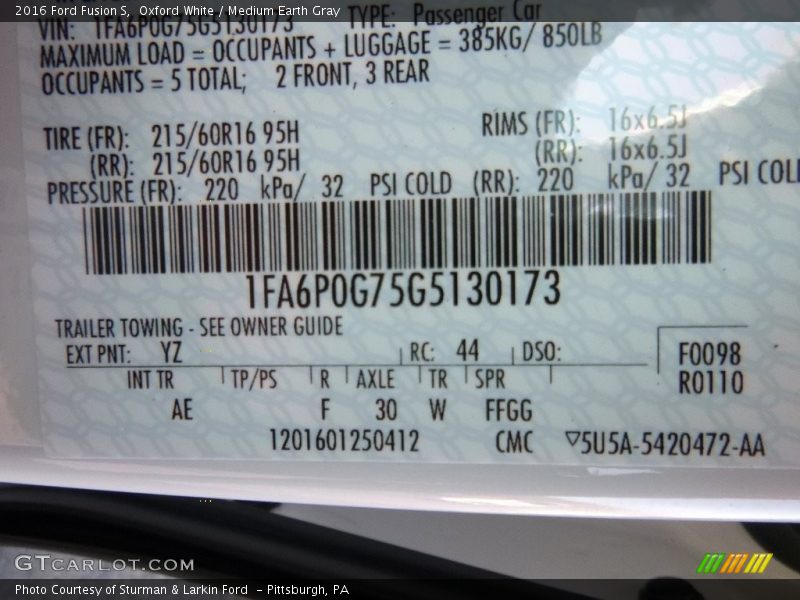 2016 Ford Fusion S, Oxford White / Medium Earth Gray
VIN: 1FA6P0G75G5130173 TYPE: Passenger Car
MAXIMUM LOAD = OCCUPANTS + LUGGAGE = 385KG/ 850LB
OCCUPANTS = 5 TOTAL; 2 FRONT, 3 REAR
TIRE (FR): 215/60R16 95H RIMS (FR): 16x6.5J
(RR): 215/60R16 95H (RR): 16x6.5J
PRESSURE (FR): 220 kPa/ 32 PSI COLD (RR): 220 kPa/ 32 PSI COL
1FA6P0G75G5130173
TRAILER TOWING - SEE OWNER GUIDE
EXT PNT: YZ RC: 44 DSO: F0098
INT TR TP/PS R AXLE TR SPR R0110
AE F 30 W FFGG
1201601250412 CMC ▽5U5A-5420472-AA
GTCARLOT.COM
Photo Courtesy of Sturman & Larkin Ford - Pittsburgh, PA